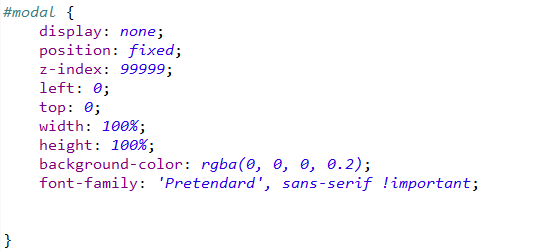 #modal {
    display: none;
    position: fixed;
    z-index: 99999;
    left: 0;
    top: 0;
    width: 100%;
    height: 100%;
    background-color: rgba(0, 0, 0, 0.2);
    font-family: 'Pretendard', sans-serif !important;
}